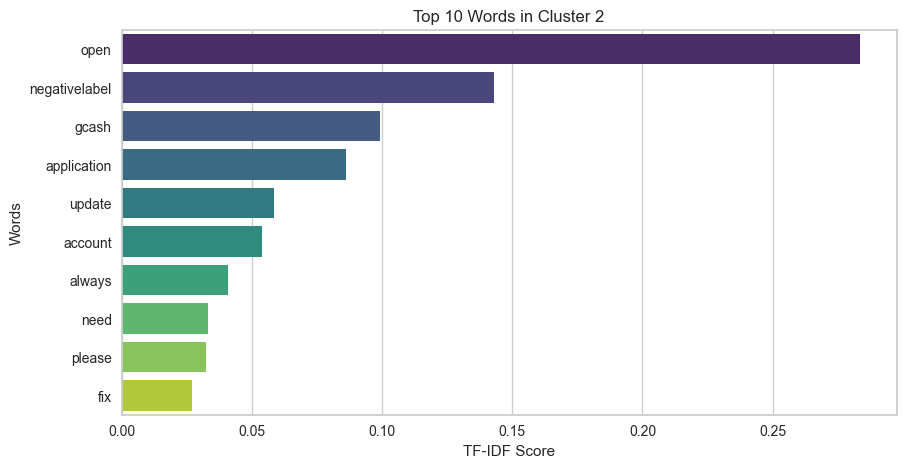 Top 10 Words in Cluster 2
Words
open
negativelabel
gcash
application
update
account
always
need
please
fix
0.00 0.05 0.10 0.15 0.20 0.25
TF-IDF Score